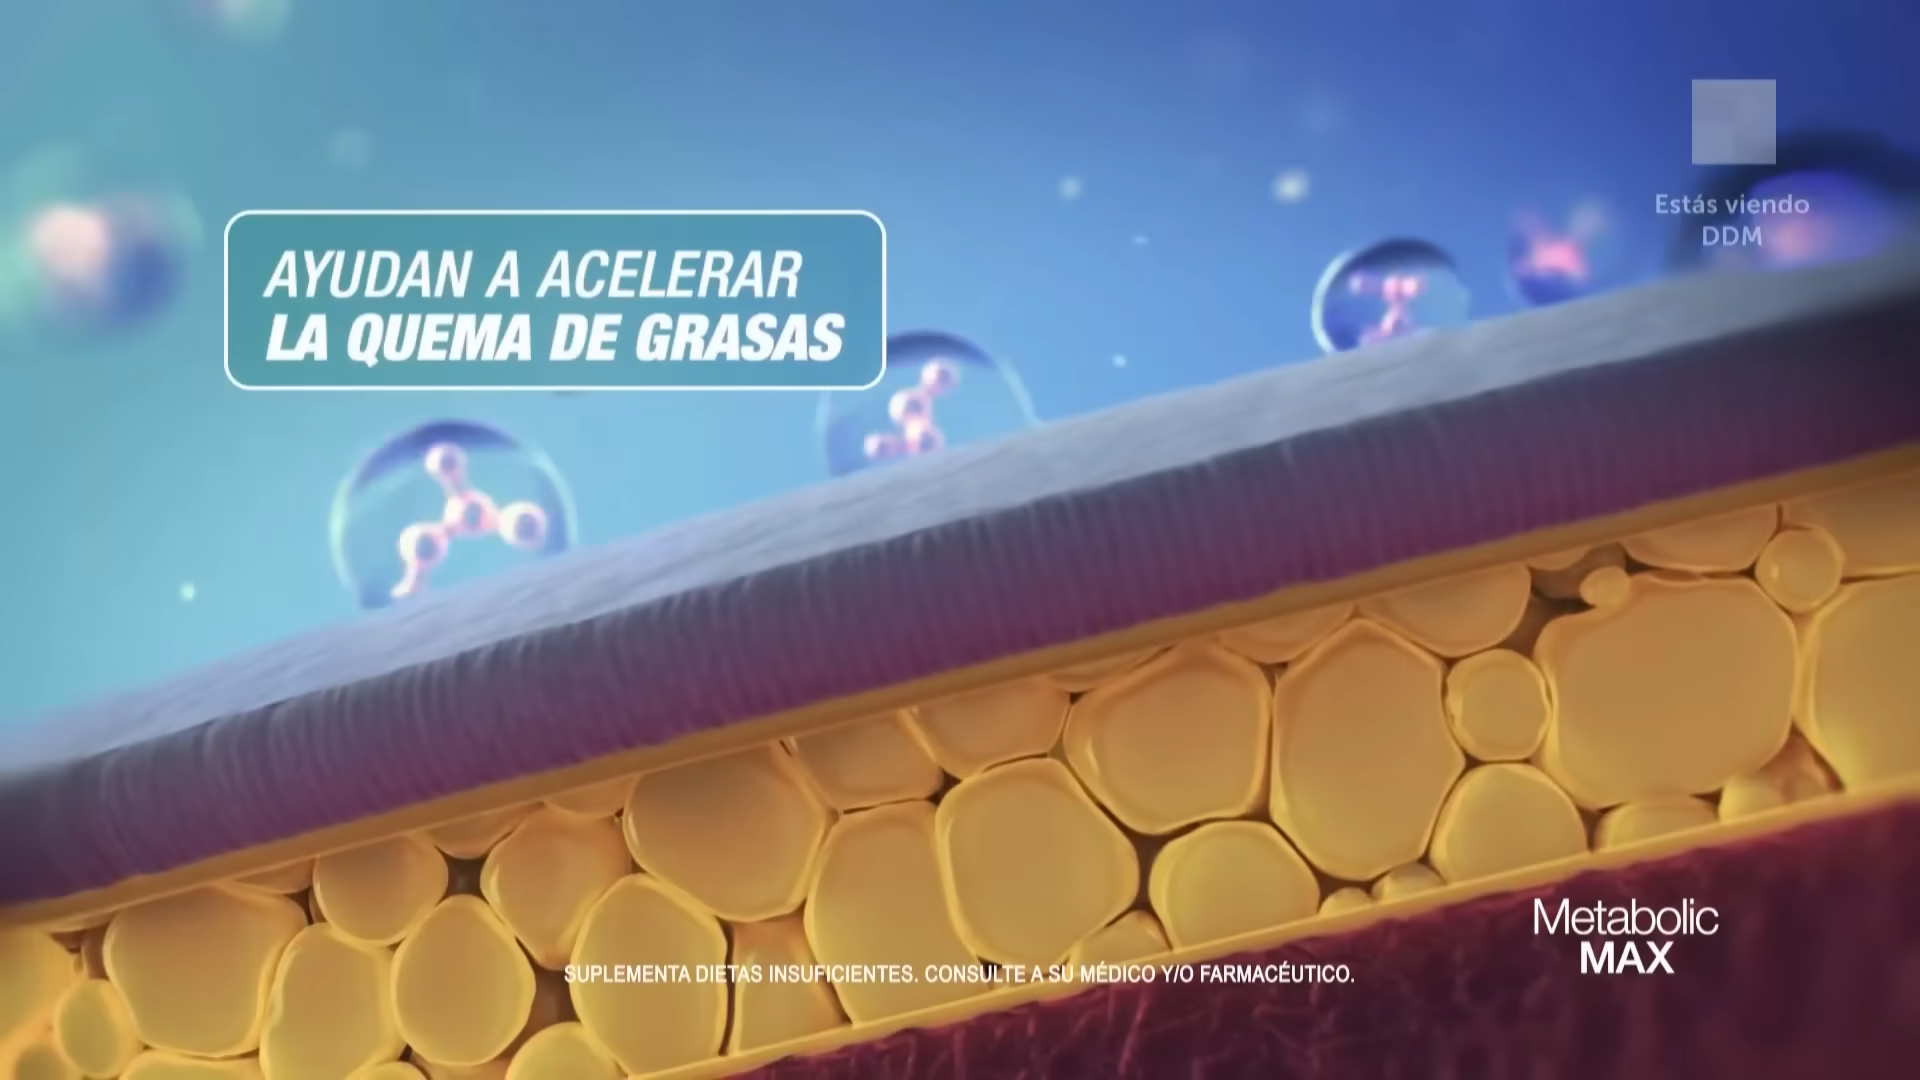 Estás viendo
DDM
AYUDAN A ACELERAR
LA QUEMA DE GRASAS
Metabolic
MAX
SUPLEMENTA DIETAS INSUFICIENTES. CONSULTE A SU MÉDICO Y/O FARMACÉUTICO.